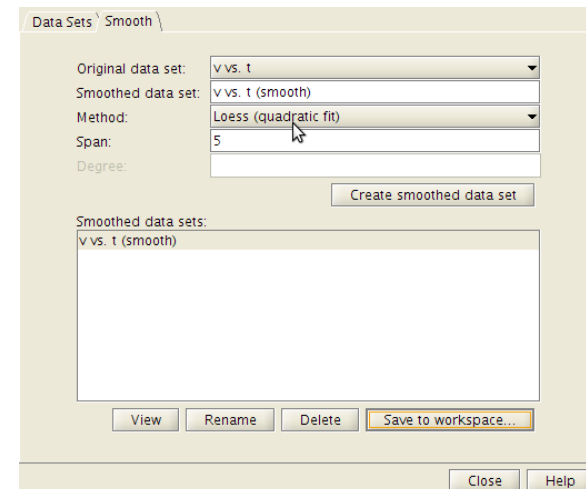 Data Sets Smooth
Original data set: v vs. t
Smoothed data set: v vs. t (smooth)
Method: Loess (quadratic fit)
Span: 5
Degree:
Create smoothed data set
Smoothed data sets:
v vs. t (smooth)
View Rename Delete Save to workspace...
Close Help